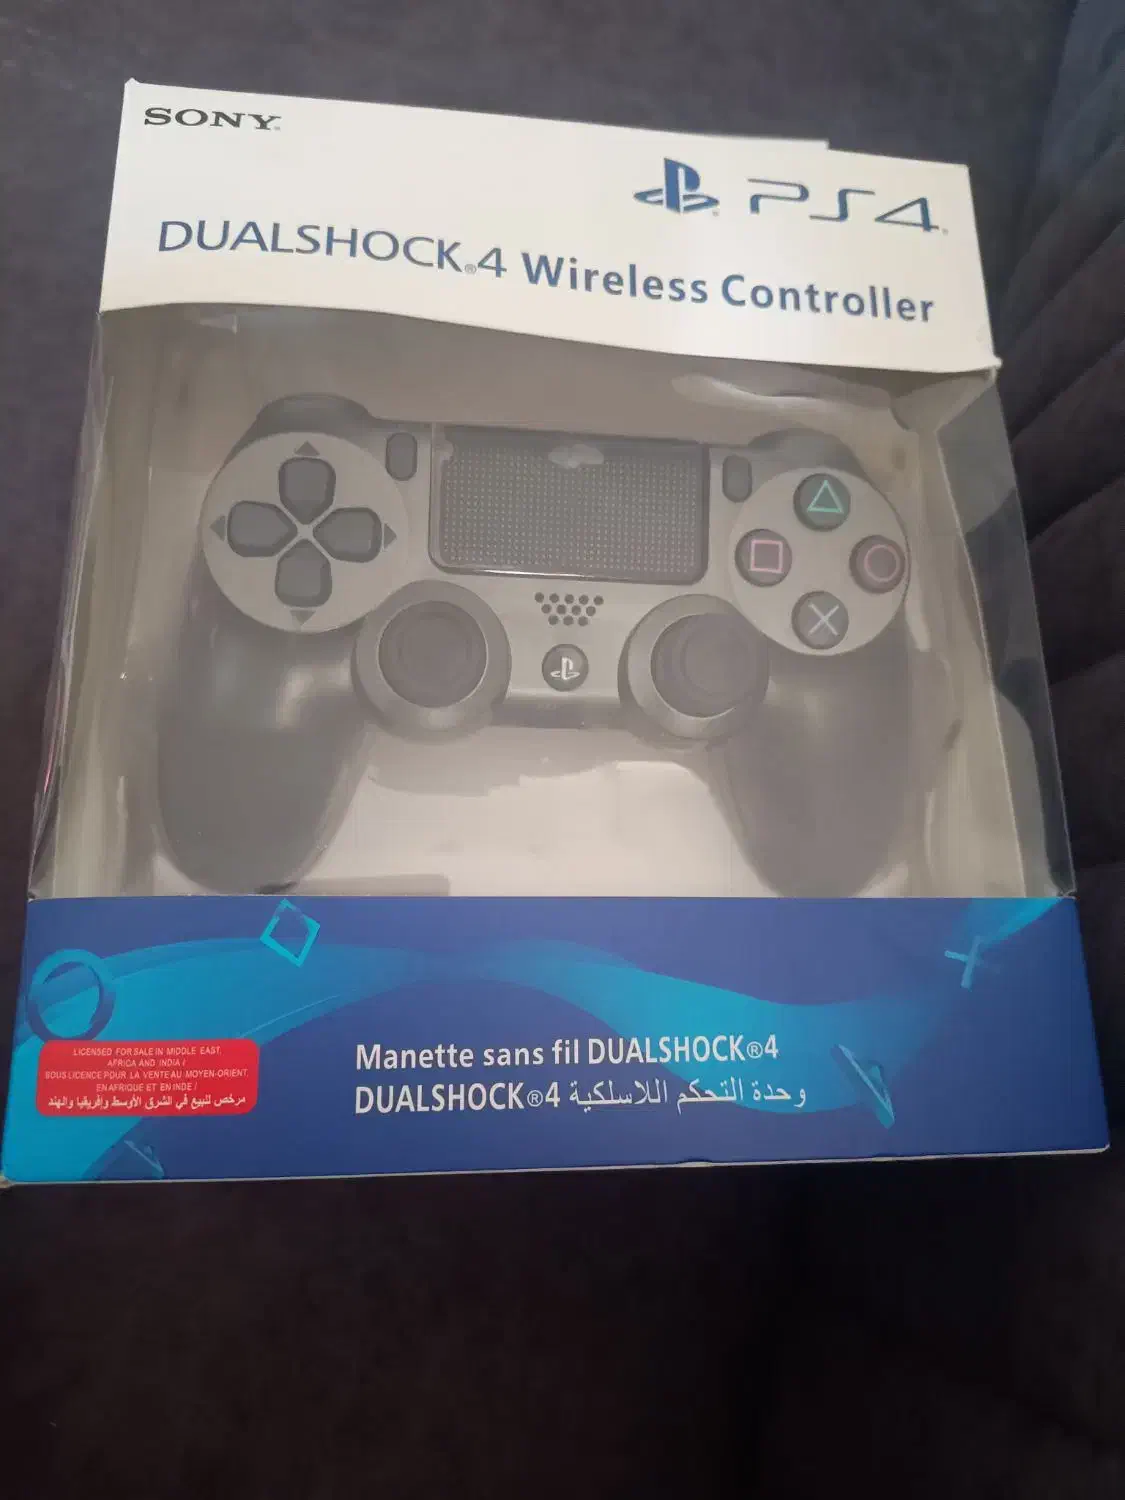 SONY
PS4
DUALSHOCK®4 Wireless Controller
LICENSED FOR SALE IN MIDDLE EAST,
AFRICA AND INDIA /
SOUS LICENCE POUR LA VENTE AU MOYEN-ORIENT,
EN AFRIQUE ET EN INDE /
مرخص للبيع في الشرق الأوسط وإفريقيا والهند
Manette sans fil DUALSHOCK®4
وحدة التحكم اللاسلكية DUALSHOCK®4